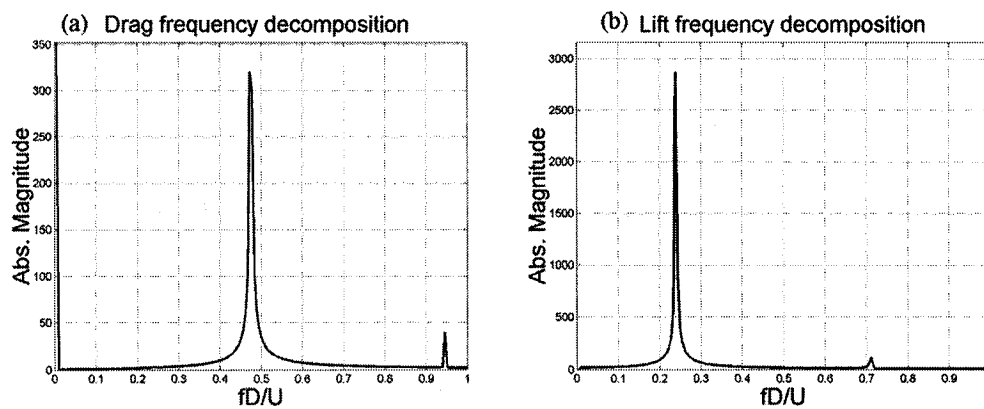 (a) Drag frequency decomposition
350
300
250
200
150
100
50
0
0 0.1 0.2 0.3 0.4 0.5 0.6 0.7 0.8 0.9 1
Abs. Magnitude
fD/U
(b) Lift frequency decomposition
3000
2500
2000
1500
1000
500
0
0 0.1 0.2 0.3 0.4 0.5 0.6 0.7 0.8 0.9
Abs. Magnitude
fD/U